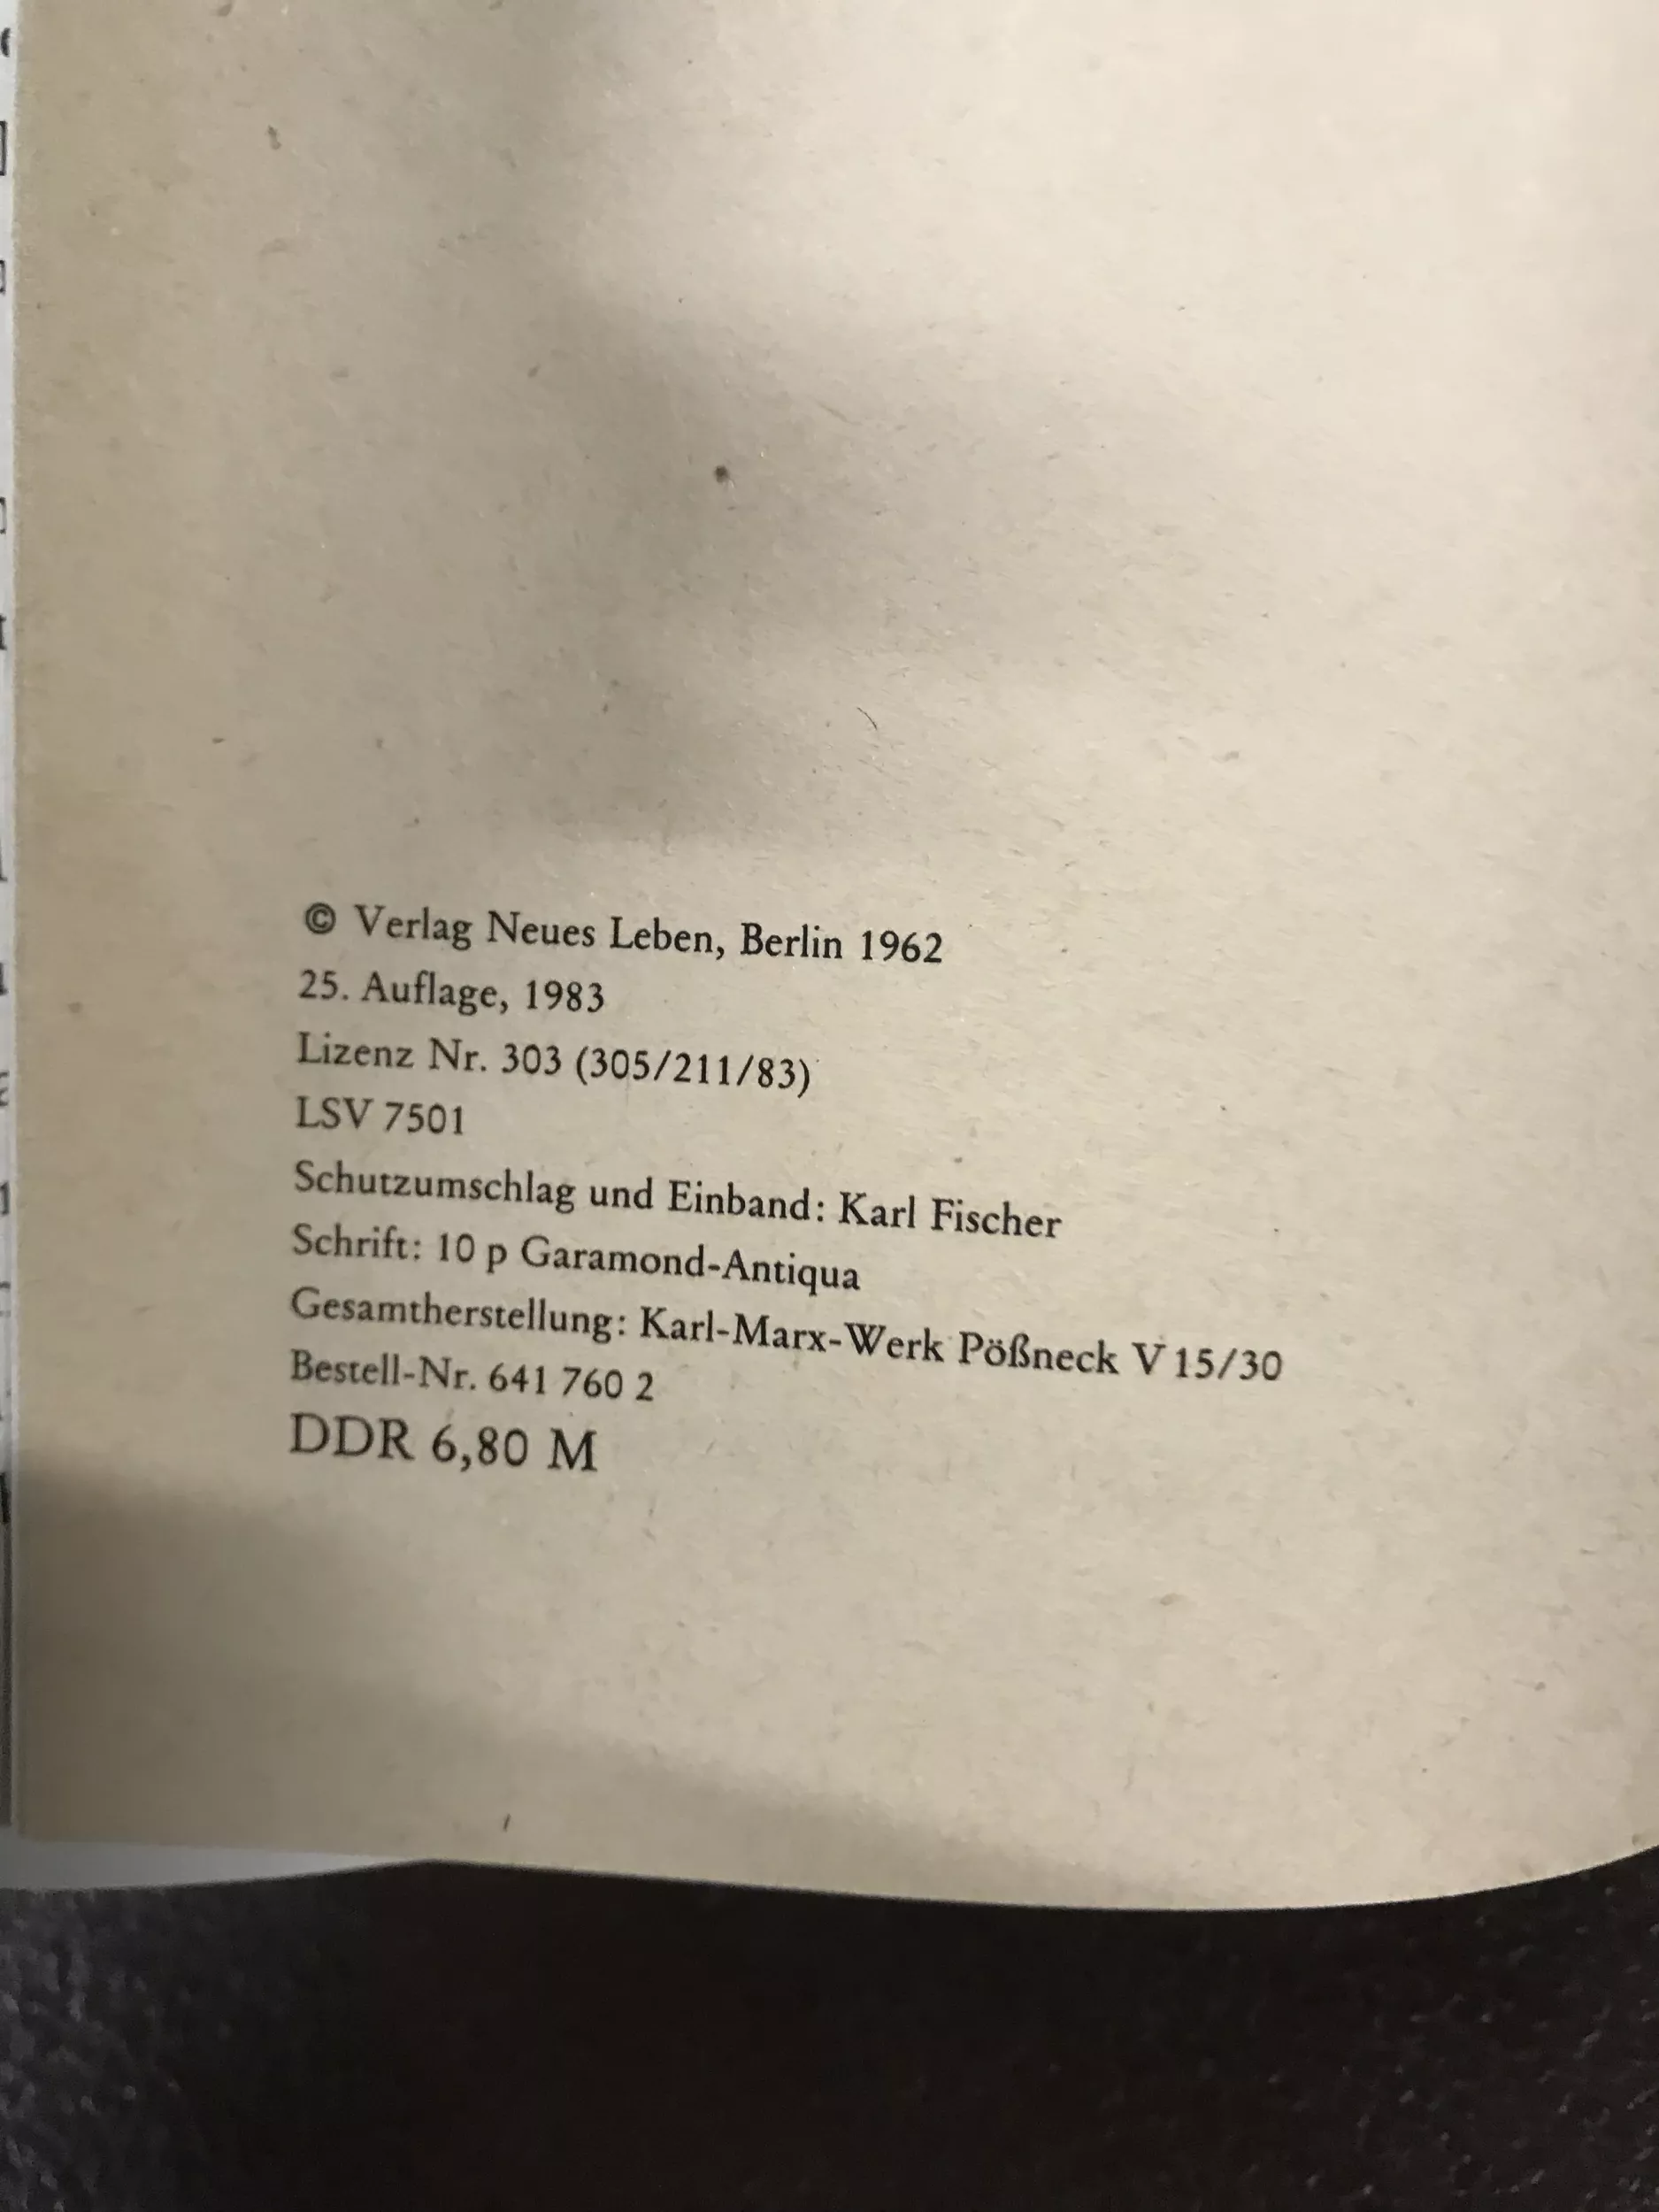 © Verlag Neues Leben, Berlin 1962
25. Auflage, 1983
Lizenz Nr. 303 (305/211/83)
LSV 7501
Schutzumschlag und Einband: Karl Fischer
Schrift: 10 p Garamond-Antiqua
Gesamtherstellung: Karl-Marx-Werk Pößneck V 15/30
Bestell-Nr. 641 760 2
DDR 6,80 M